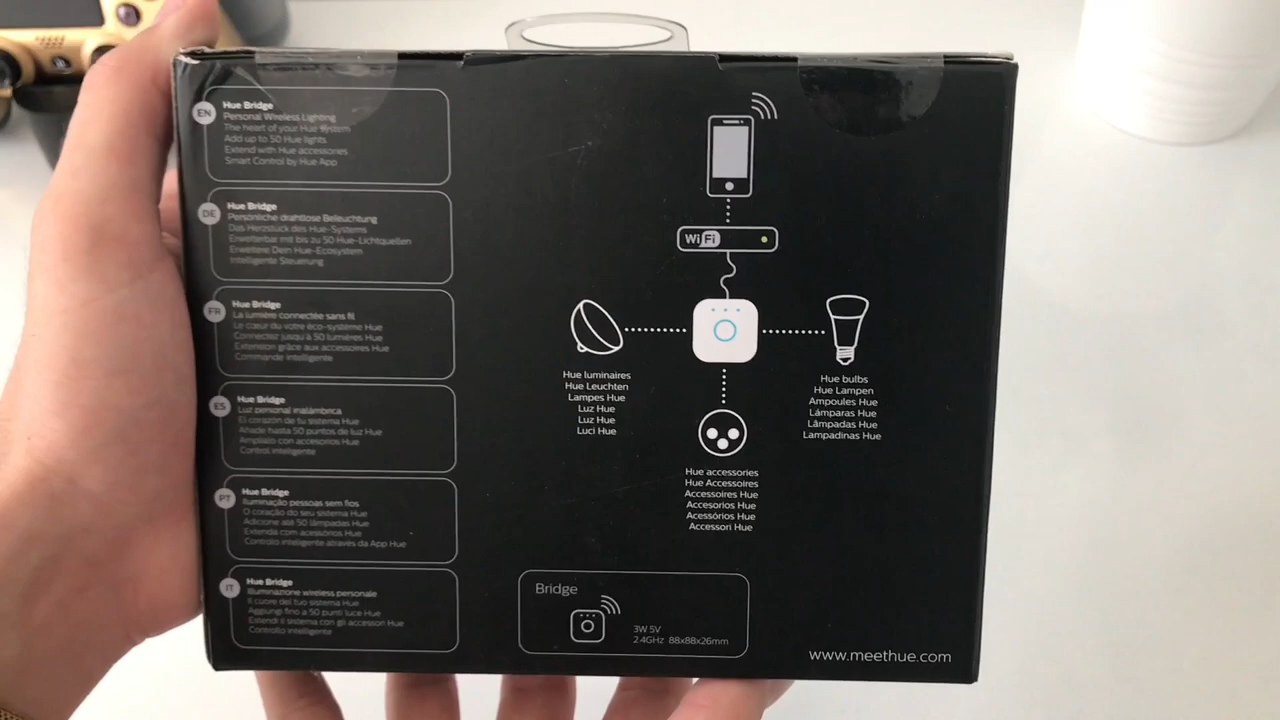 EN
Hue Bridge
Personal Wireless Lighting
The heart of your Hue system
Add up to 50 Hue lights
Extend with Hue accessories
Smart Control by Hue App
DE
Hue Bridge
Persönliche drahtlose Beleuchtung
Das Herzstück des Hue-Systems
Erweiterbar mit bis zu 50 Hue-Lichtquellen
Erweitere Dein Hue-Ecosystem
Intelligente Steuerung
FR
Hue Bridge
La lumière connectée sans fil
Le cœur du votre éco-système Hue
Connectez jusqu'à 50 lumières Hue
Extension grâce aux accessoires Hue
Commande intelligente
ES
Hue Bridge
Luz personal inalámbrica
El corazón de tu sistema Hue
Añade hasta 50 puntos de luz Hue
Amplíalo con accesorios Hue
Control inteligente
PT
Hue Bridge
Iluminação pessoas sem fios
O coração do seu sistema Hue
Adicione até 50 lâmpadas Hue
Extenda com acessórios Hue
Controlo inteligente através da App Hue
IT
Hue Bridge
Illuminazione wireless personale
Il cuore del tuo sistema Hue
Aggiungi fino a 50 punti luce Hue
Estendi il sistema con gli accessori Hue
Controllo intelligente
WiFi
Hue luminaires
Hue Leuchten
Lampes Hue
Luz Hue
Luz Hue
Luci Hue
Hue bulbs
Hue Lampen
Ampoules Hue
Lámparas Hue
Lâmpadas Hue
Lampadinas Hue
Hue accessories
Hue Accessoires
Accessoires Hue
Accesorios Hue
Acessórios Hue
Accessori Hue
Bridge
3W 5V
2.4GHz 88x88x26mm
www.meethue.com